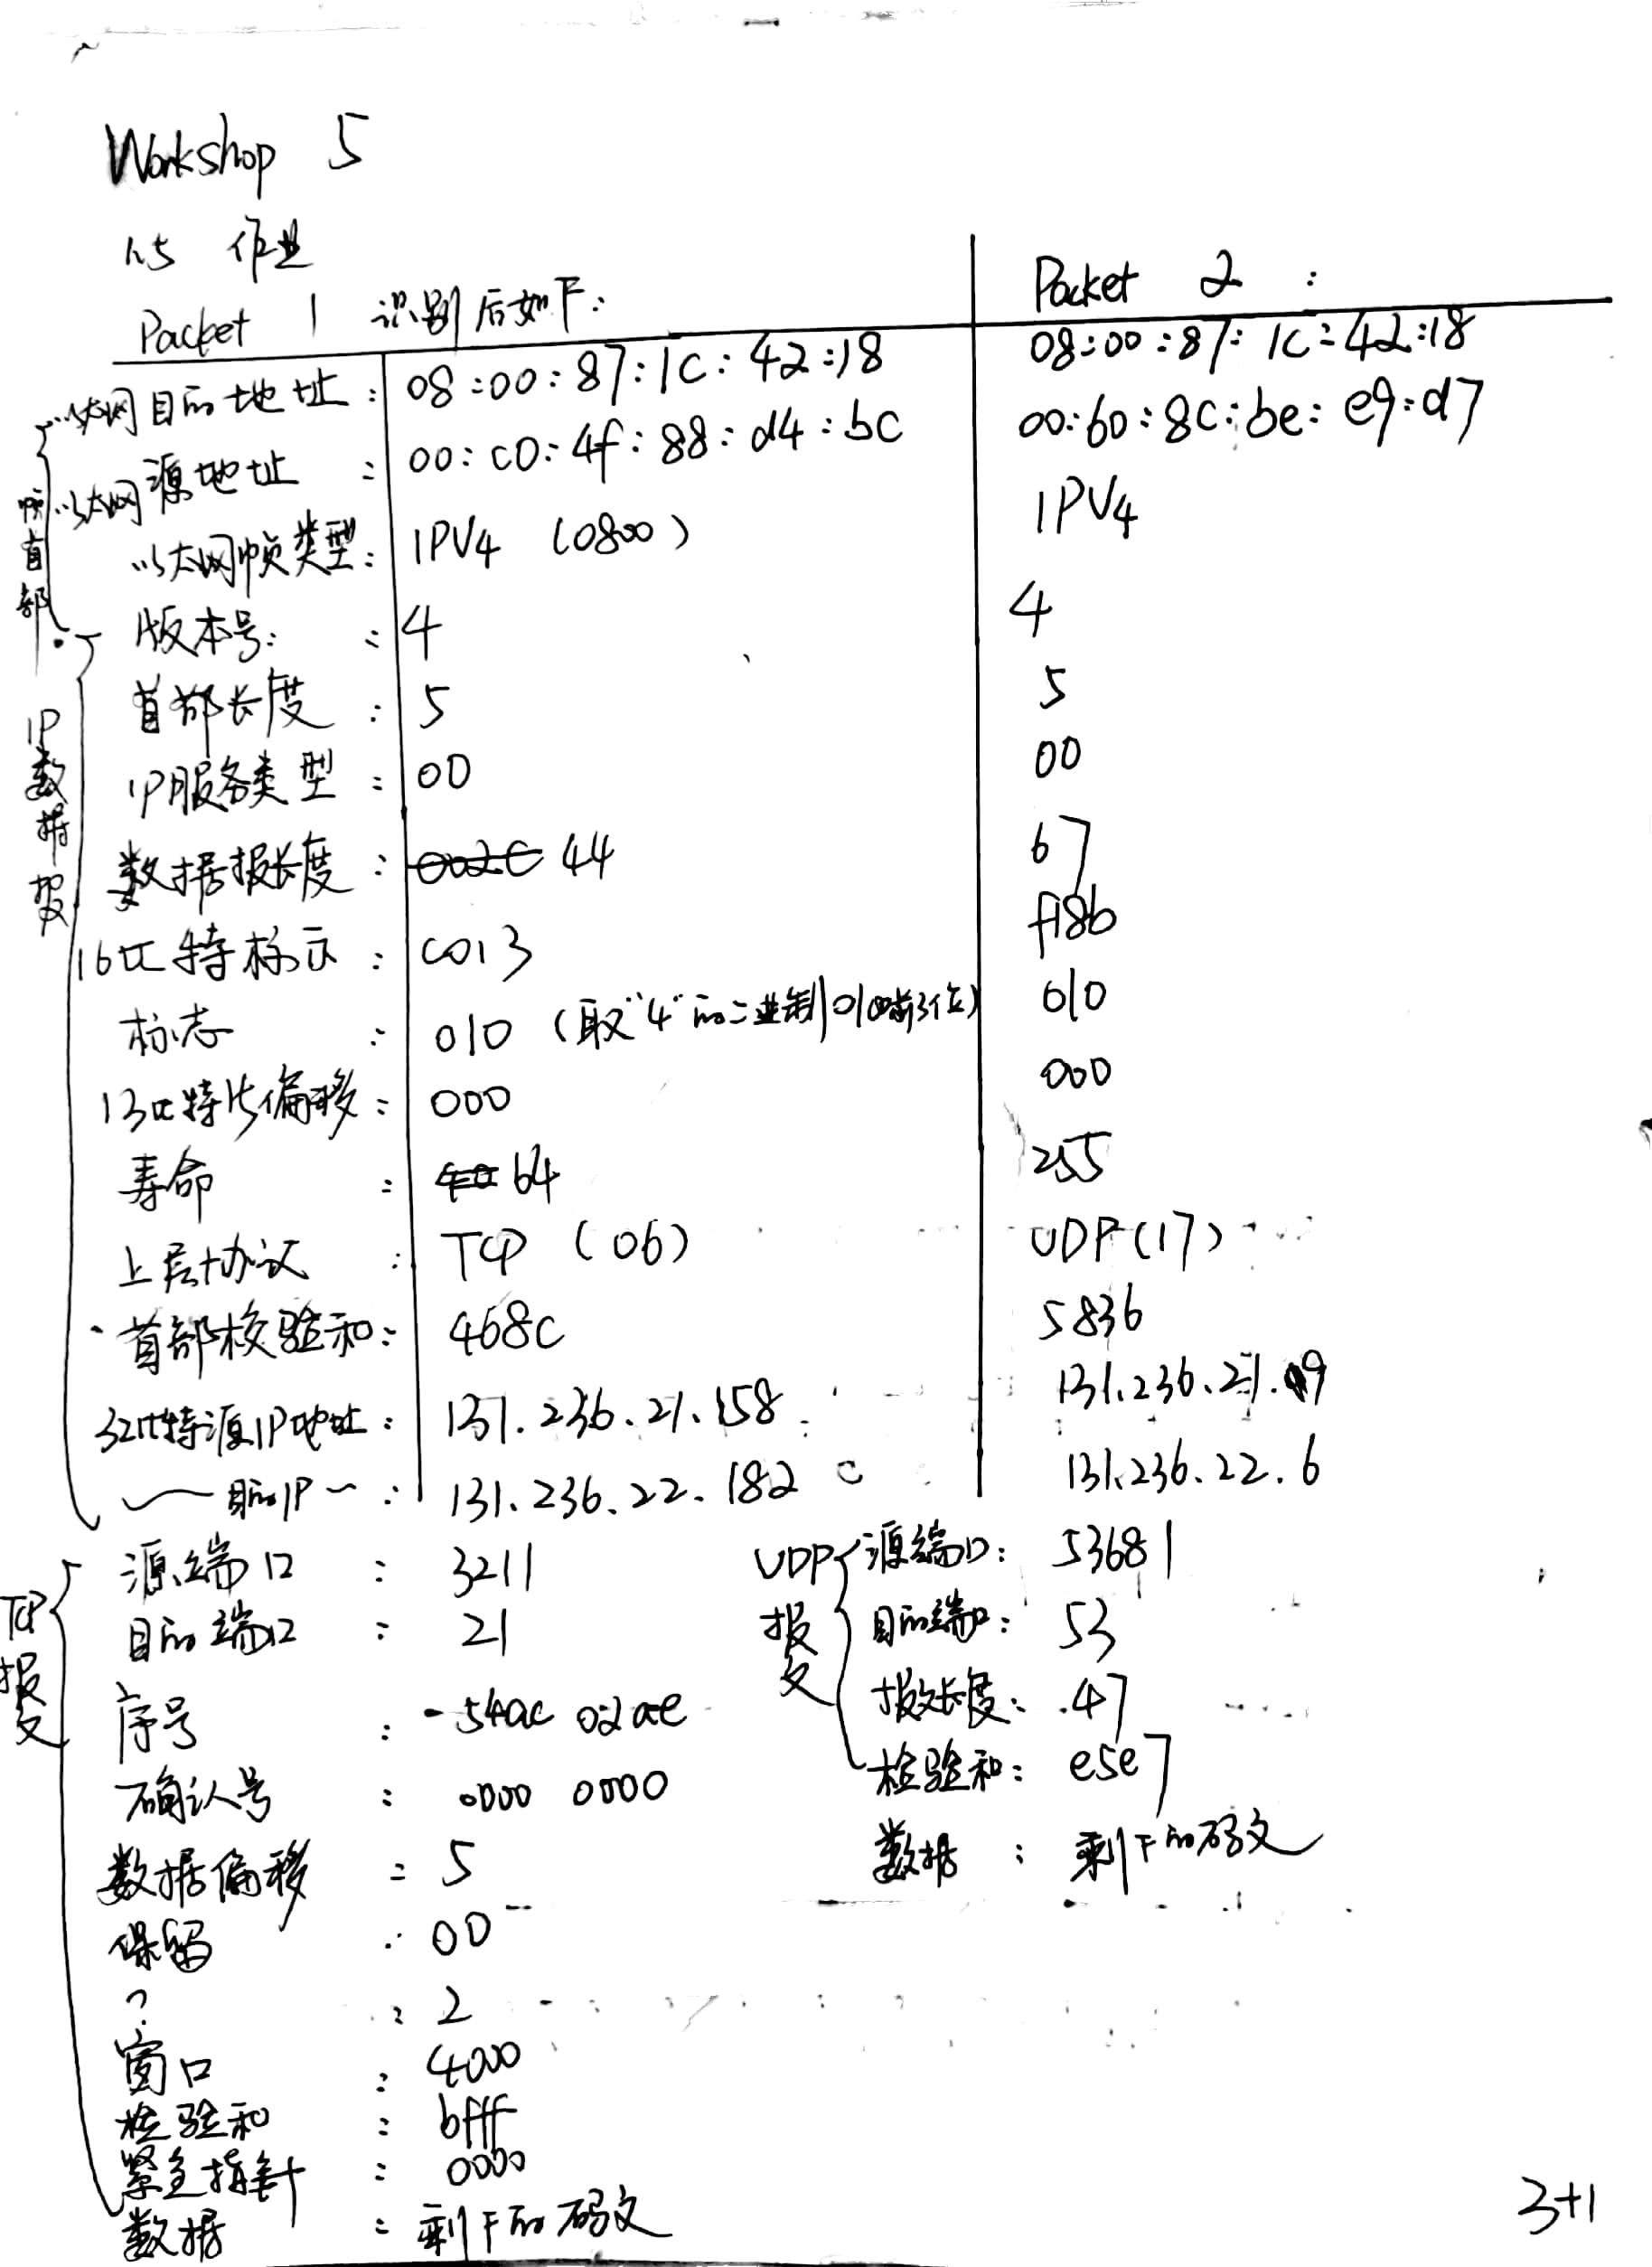 Workshop 5
1.5 作业
Packet 1 识别后如下：
Packet 2 :
帧首部
以太网目的地址： 08:00:87:1c:42:18 08:00:87:1c:42:18
以太网源地址 : 00:c0:4f:88:d4:bc 00:60:8c:be:e9:d7
以太网帧类型： IPV4 (0800) IPV4
IP数据报
版本号： : 4 4
首部长度 : 5 5
IP服务类型 : 00 00
数据报长度 : 002C 44 67
16比特标示 : c013 f18b
标志 : 010 (取"4"的二进制0100前3位) 010
13比特片偏移 : 000 000
寿命 : 40 64 255
上层协议 : TCP (06) UDP(17)
首部校验和： 468c 5836
32比特源IP地址： 131.236.21.158 131.236.21.9
目的IP : 131.236.22.182 131.236.22.6
TCP报文
源端口 : 3211
目的端口 : 21
序号 : 54ac 02ae
确认号 : 0000 0000
数据偏移 : 5
保留 : 00
? : 2
窗口 : 4000
检验和 : bfff
紧急指针 : 0000
数据 : 剩下的码文
UDP报文
源端口： 53681
目的端口： 53
报文长度： 47
检验和： e5e7
数据 : 剩下的码文
3+1